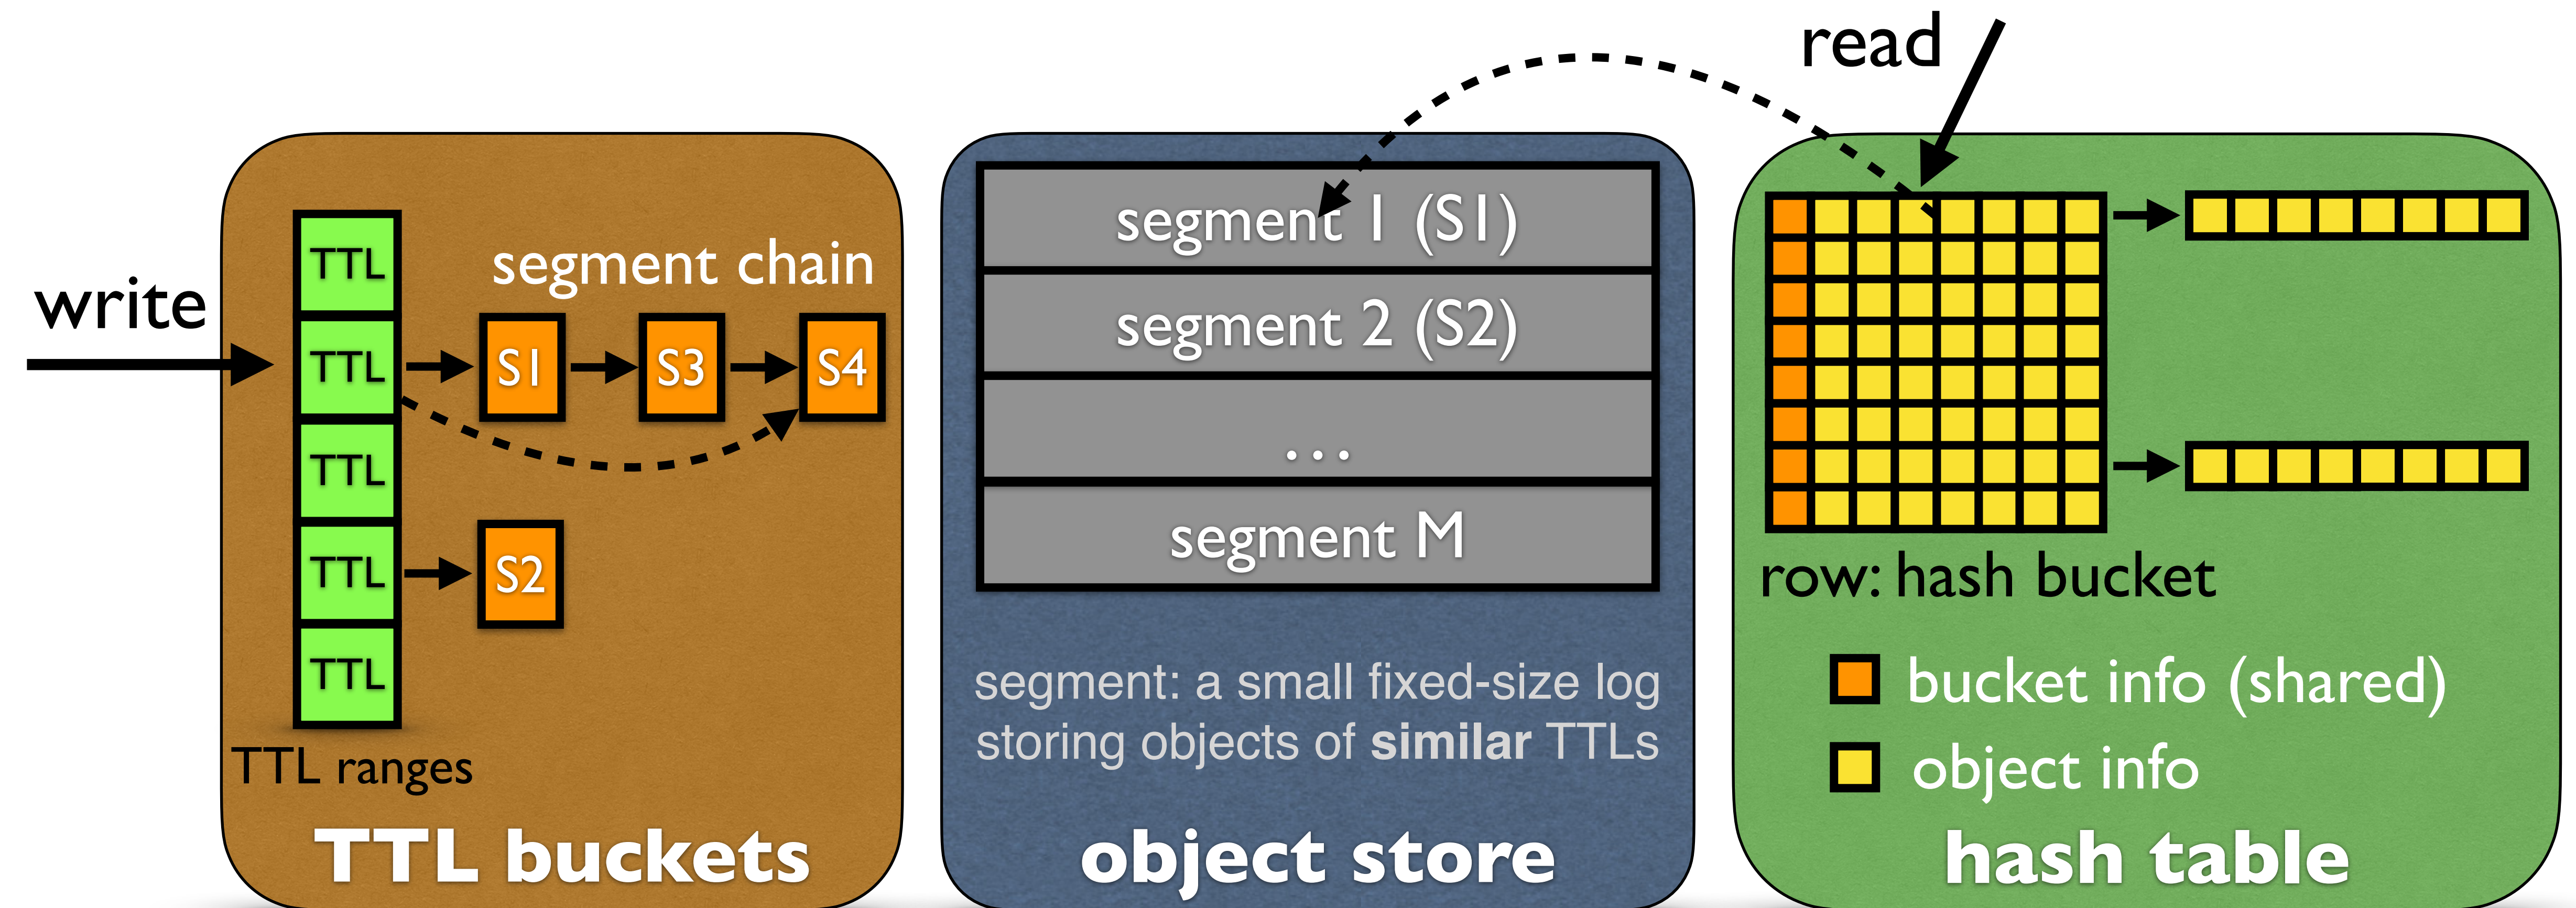 read
write
TTL
TTL
TTL
TTL
TTL
segment chain
S1
S3
S4
S2
TTL ranges
TTL buckets
segment 1 (S1)
segment 2 (S2)
...
segment M
segment: a small fixed-size log
storing objects of similar TTLs
object store
row: hash bucket
bucket info (shared)
object info
hash table